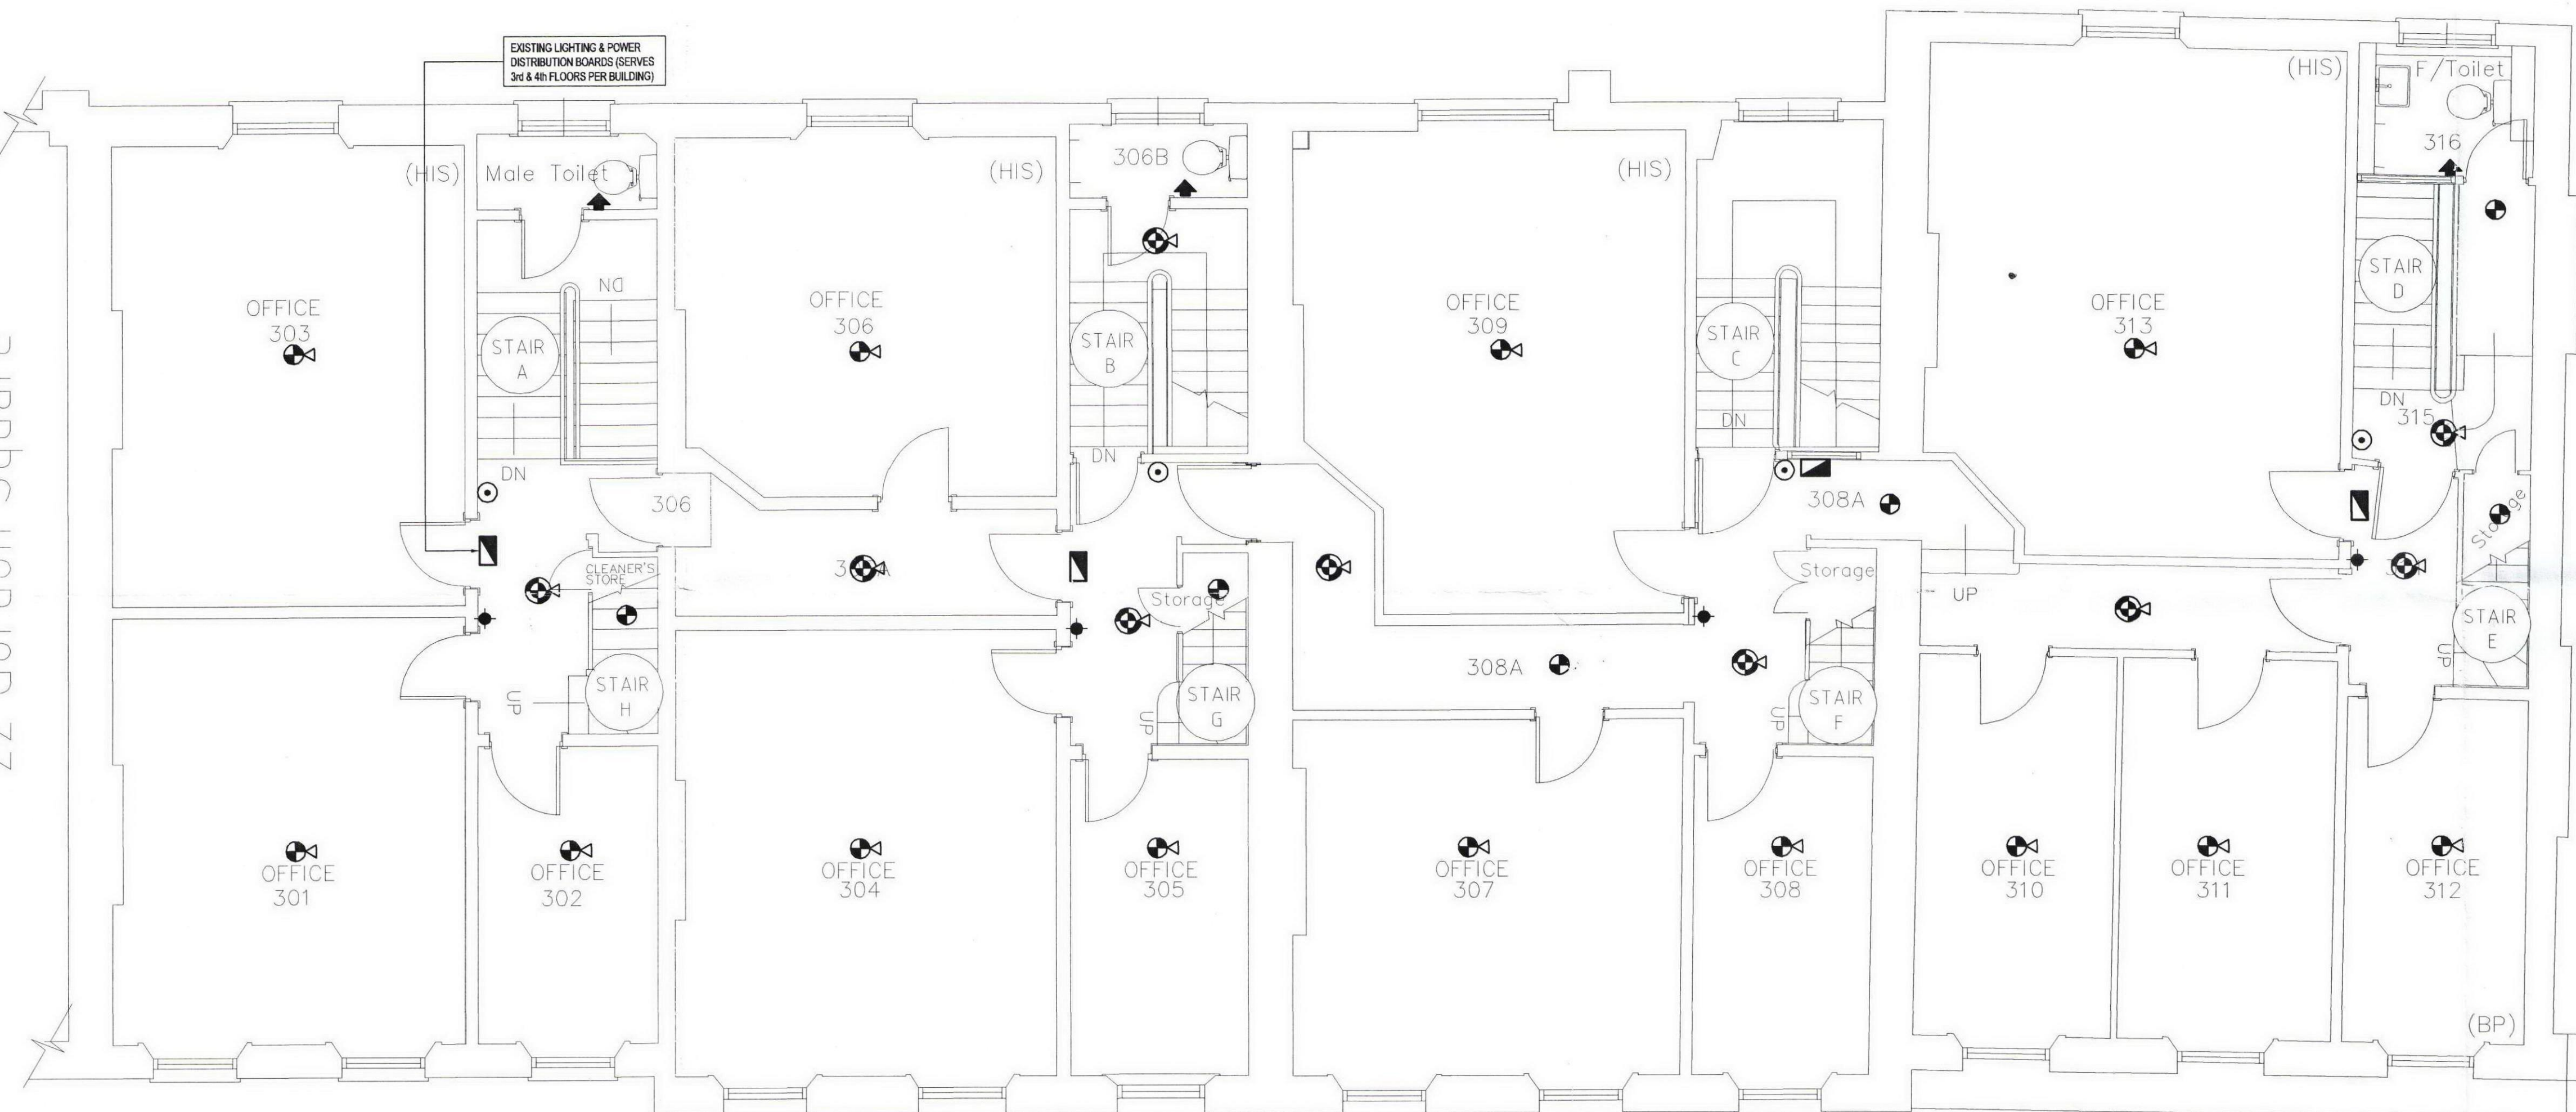 EXISTING LIGHTING & POWER
DISTRIBUTION BOARDS (SERVES
3rd & 4th FLOORS PER BUILDING)
(HIS)
F/Toilet
316
(HIS)
Male Toilet
(HIS)
306B
(HIS)
OFFICE
303
STAIR
A
DN
DN
OFFICE
306
STAIR
B
DN
OFFICE
309
STAIR
C
DN
OFFICE
313
STAIR
D
DN
315
306
308A
Storage
CLEANER'S
STORE
Storage
Storage
UP
STAIR
H
UP
STAIR
G
UP
308A
STAIR
F
UP
STAIR
E
UP
OFFICE
301
OFFICE
302
OFFICE
304
OFFICE
305
OFFICE
307
OFFICE
308
OFFICE
310
OFFICE
311
OFFICE
312
(BP)